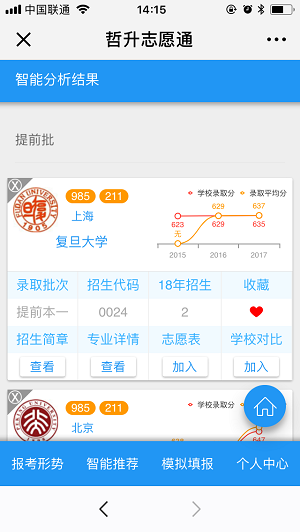 中国联通 14:15
哲升志愿通
智能分析结果
提前批
985 211
上海
复旦大学
学校录取分 录取平均分
637
629
623 629 635
无
2015 2016 2017
录取批次 招生代码 18年招生 收藏
提前本一 0024 2
招生简章 专业详情 志愿表 学校对比
查看 查看 加入 加入
985 211
北京
学校录取分 录取平均分
647
报考形势 智能推荐 模拟填报 个人中心